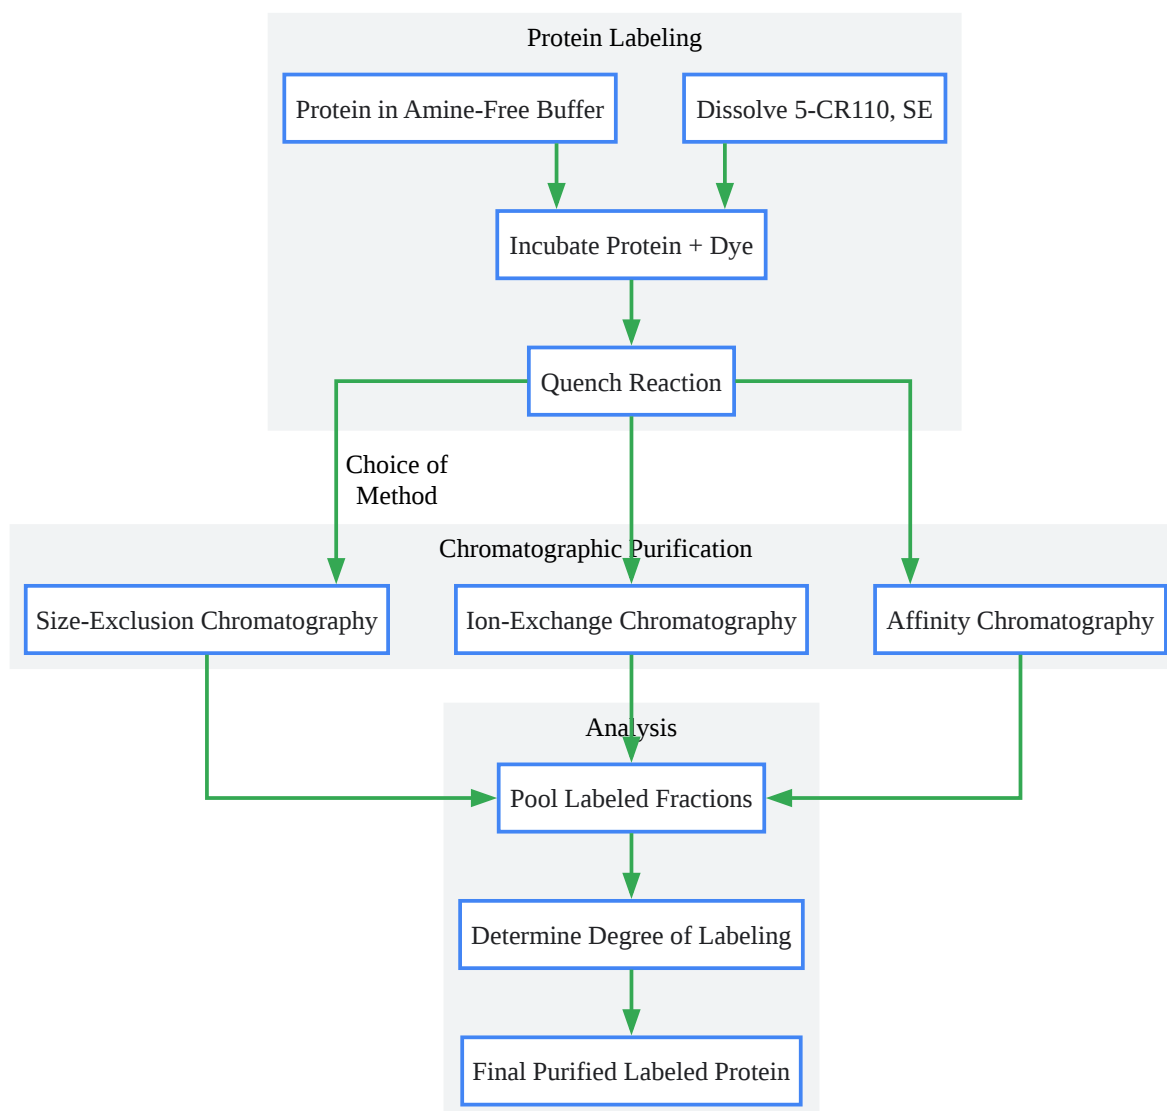 Protein Labeling
Protein in Amine-Free Buffer
Dissolve 5-CR110, SE
Incubate Protein + Dye
Quench Reaction
Choice of
Method
Chromatographic Purification
Size-Exclusion Chromatography
Ion-Exchange Chromatography
Affinity Chromatography
Analysis
Pool Labeled Fractions
Determine Degree of Labeling
Final Purified Labeled Protein